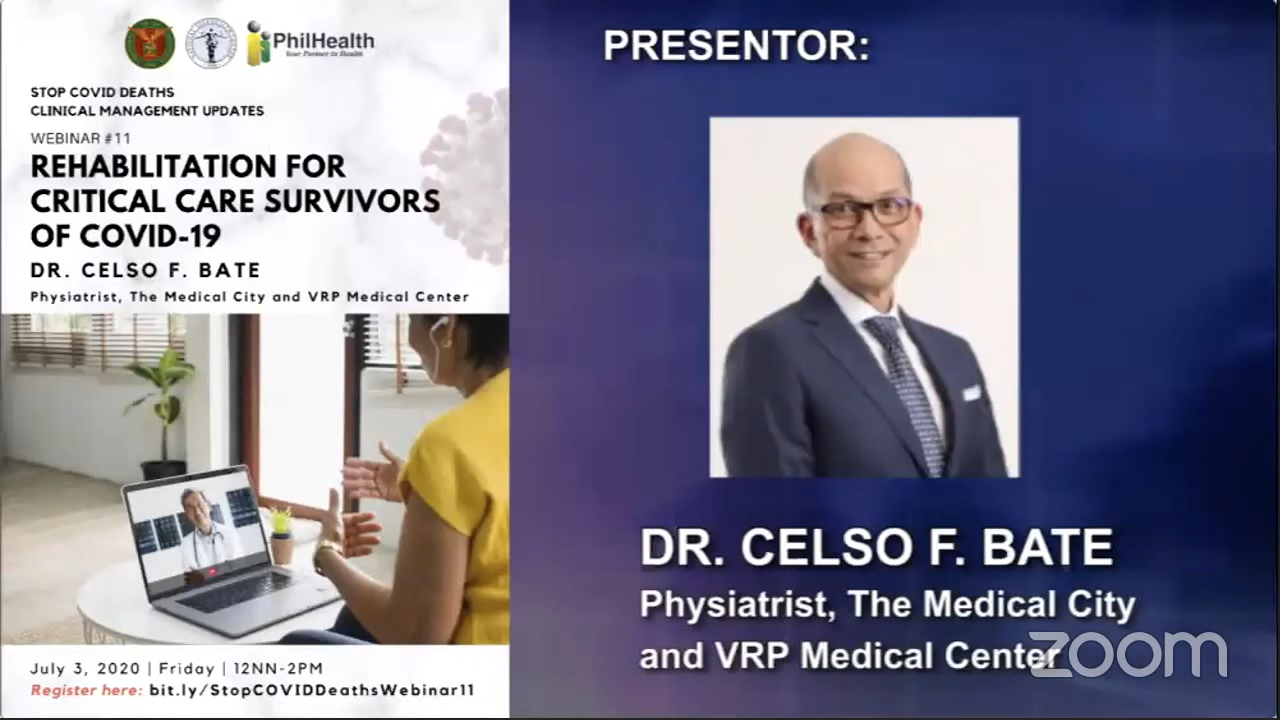 PhilHealth
Your Partner in Health
STOP COVID DEATHS
CLINICAL MANAGEMENT UPDATES
WEBINAR #11
REHABILITATION FOR
CRITICAL CARE SURVIVORS
OF COVID-19
DR. CELSO F. BATE
Physiatrist, The Medical City and VRP Medical Center
July 3, 2020 | Friday | 12NN-2PM
Register here: bit.ly/StopCOVIDDeathsWebinar11
PRESENTOR:
DR. CELSO F. BATE
Physiatrist, The Medical City
and VRP Medical Center
zoom